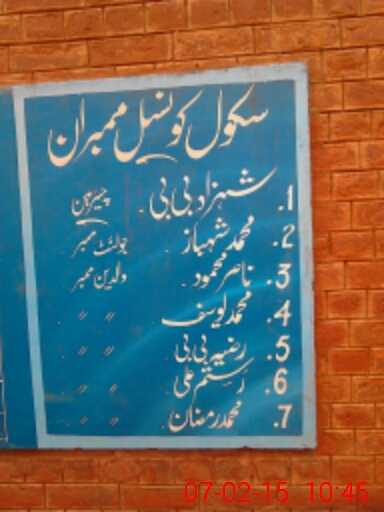 سکول کونسل ممبران
1. شہزاد بی بی ۔ چیئرمین
2. محمد شہباز ۔ جوائنٹ ممبر
3. ناصر محمود ۔ والدین ممبر
4. محمد یوسف ۔ 〃 〃
5. رضیہ بی بی ۔ 〃 〃
6. رستم علی ۔ 〃 〃
7. محمد رمضان ۔ 〃 〃
07-02-15 10:45